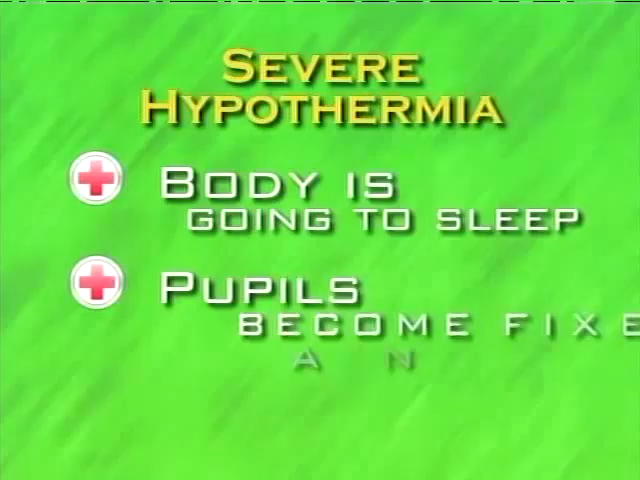 SEVERE
HYPOTHERMIA
BODY IS
GOING TO SLEEP
PUPILS
BECOME FIXE
A N